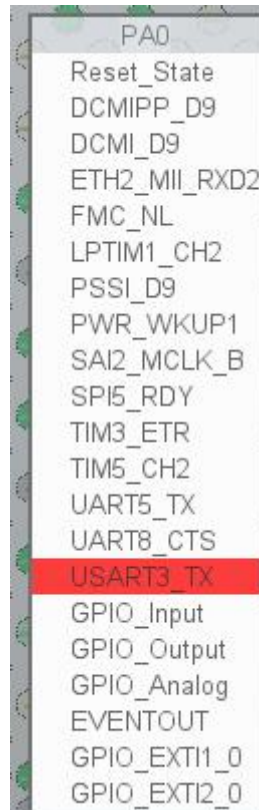 PA0
Reset_State
DCMIPP_D9
DCMI_D9
ETH2_MII_RXD2
FMC_NL
LPTIM1_CH2
PSSI_D9
PWR_WKUP1
SAI2_MCLK_B
SPI5_RDY
TIM3_ETR
TIM5_CH2
UART5_TX
UART8_CTS
USART3_TX
GPIO_Input
GPIO_Output
GPIO_Analog
EVENTOUT
GPIO_EXTI1_0
GPIO_EXTI2_0